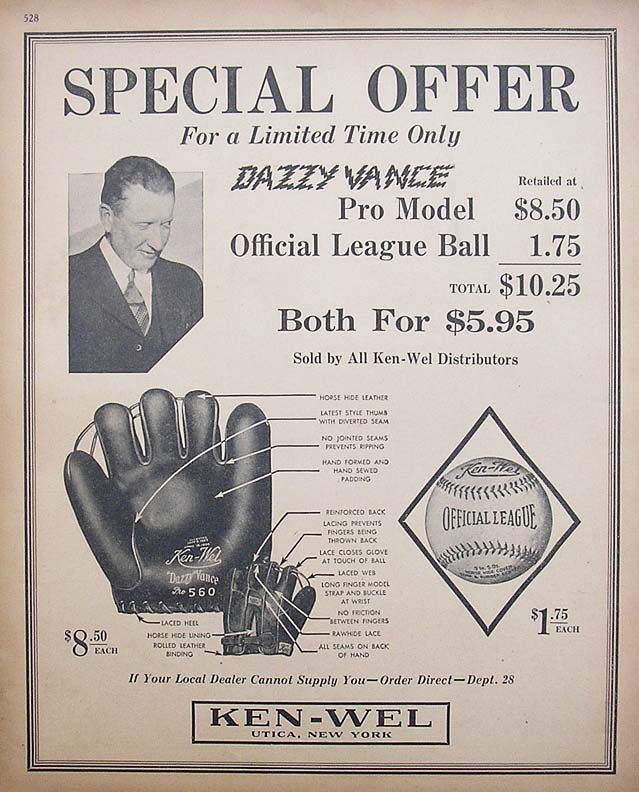 528
SPECIAL OFFER
For a Limited Time Only
DAZZY VANCE
Retailed at
Pro Model $8.50
Official League Ball 1.75
TOTAL $10.25
Both For $5.95
Sold by All Ken-Wel Distributors
HORSE HIDE LEATHER
LATEST STYLE THUMB
WITH DIVERTED SEAM
NO JOINTED SEAMS
PREVENTS RIPPING
HAND FORMED AND
HAND SEWED
PADDING
REINFORCED BACK
LACING PREVENTS
FINGERS BEING
THROWN BACK
LACE CLOSES GLOVE
AT TOUCH OF BALL
LACED WEB
LONG FINGER MODEL
STRAP AND BUCKLE
AT WRIST
NO FRICTION
BETWEEN FINGERS
RAWHIDE LACE
ALL SEAMS ON BACK
OF HAND
LACED HEEL
HORSE HIDE LINING
ROLLED LEATHER
BINDING
Ken-Wel
Dazzy Vance
Pro 560
$8.50 EACH
Ken-Wel
OFFICIAL LEAGUE
HORSE HIDE COVER
$1.75 EACH
If Your Local Dealer Cannot Supply You—Order Direct—Dept. 28
KEN-WEL
UTICA, NEW YORK